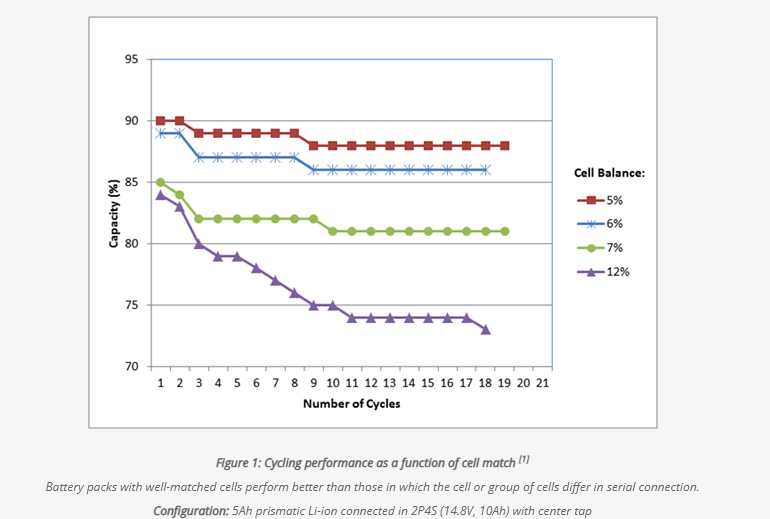 95
90
85
80
75
70
Capacity (%)
1 2 3 4 5 6 7 8 9 10 11 12 13 14 15 16 17 18 19 20 21
Number of Cycles
Cell Balance:
5%
6%
7%
12%
Figure 1: Cycling performance as a function of cell match [1]
Battery packs with well-matched cells perform better than those in which the cell or group of cells differ in serial connection.
Configuration: 5Ah prismatic Li-ion connected in 2P4S (14.8V, 10Ah) with center tap